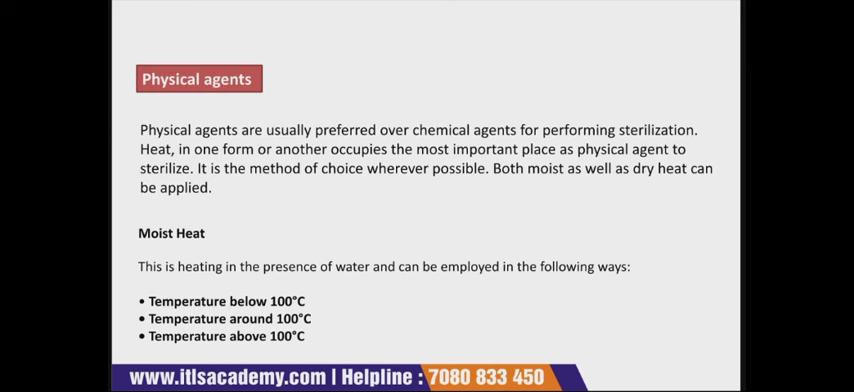 Physical agents
Physical agents are usually preferred over chemical agents for performing sterilization.
Heat, in one form or another occupies the most important place as physical agent to
sterilize. It is the method of choice wherever possible. Both moist as well as dry heat can
be applied.
Moist Heat
This is heating in the presence of water and can be employed in the following ways:
• Temperature below 100°C
• Temperature around 100°C
• Temperature above 100°C
www.itlsacademy.com | Helpline : 7080 833 450